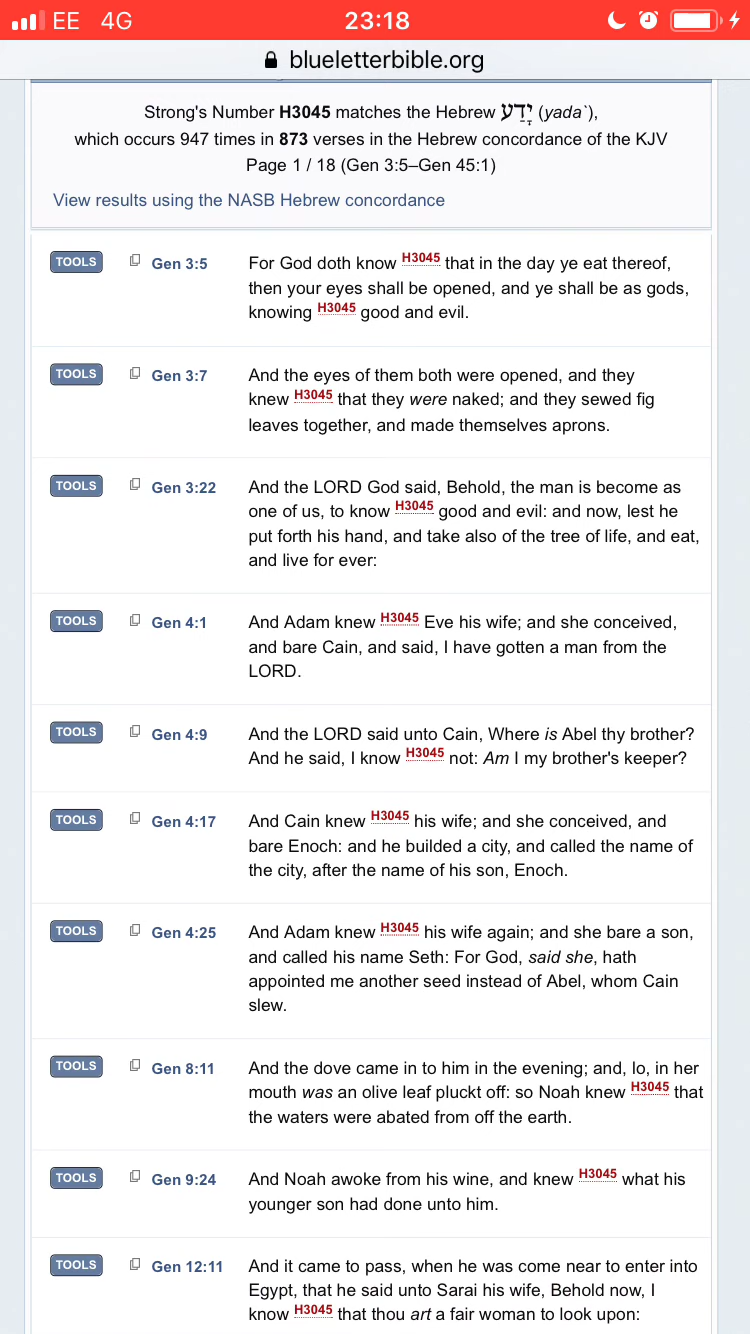 EE 4G 23:18
blueletterbible.org
Strong's Number H3045 matches the Hebrew יָדַע (yada`),
which occurs 947 times in 873 verses in the Hebrew concordance of the KJV
Page 1 / 18 (Gen 3:5–Gen 45:1)
View results using the NASB Hebrew concordance
TOOLS Gen 3:5 For God doth know H3045 that in the day ye eat thereof,
then your eyes shall be opened, and ye shall be as gods,
knowing H3045 good and evil.
TOOLS Gen 3:7 And the eyes of them both were opened, and they
knew H3045 that they were naked; and they sewed fig
leaves together, and made themselves aprons.
TOOLS Gen 3:22 And the LORD God said, Behold, the man is become as
one of us, to know H3045 good and evil: and now, lest he
put forth his hand, and take also of the tree of life, and eat,
and live for ever:
TOOLS Gen 4:1 And Adam knew H3045 Eve his wife; and she conceived,
and bare Cain, and said, I have gotten a man from the
LORD.
TOOLS Gen 4:9 And the LORD said unto Cain, Where is Abel thy brother?
And he said, I know H3045 not: Am I my brother's keeper?
TOOLS Gen 4:17 And Cain knew H3045 his wife; and she conceived, and
bare Enoch: and he builded a city, and called the name of
the city, after the name of his son, Enoch.
TOOLS Gen 4:25 And Adam knew H3045 his wife again; and she bare a son,
and called his name Seth: For God, said she, hath
appointed me another seed instead of Abel, whom Cain
slew.
TOOLS Gen 8:11 And the dove came in to him in the evening; and, lo, in her
mouth was an olive leaf pluckt off: so Noah knew H3045 that
the waters were abated from off the earth.
TOOLS Gen 9:24 And Noah awoke from his wine, and knew H3045 what his
younger son had done unto him.
TOOLS Gen 12:11 And it came to pass, when he was come near to enter into
Egypt, that he said unto Sarai his wife, Behold now, I
know H3045 that thou art a fair woman to look upon: